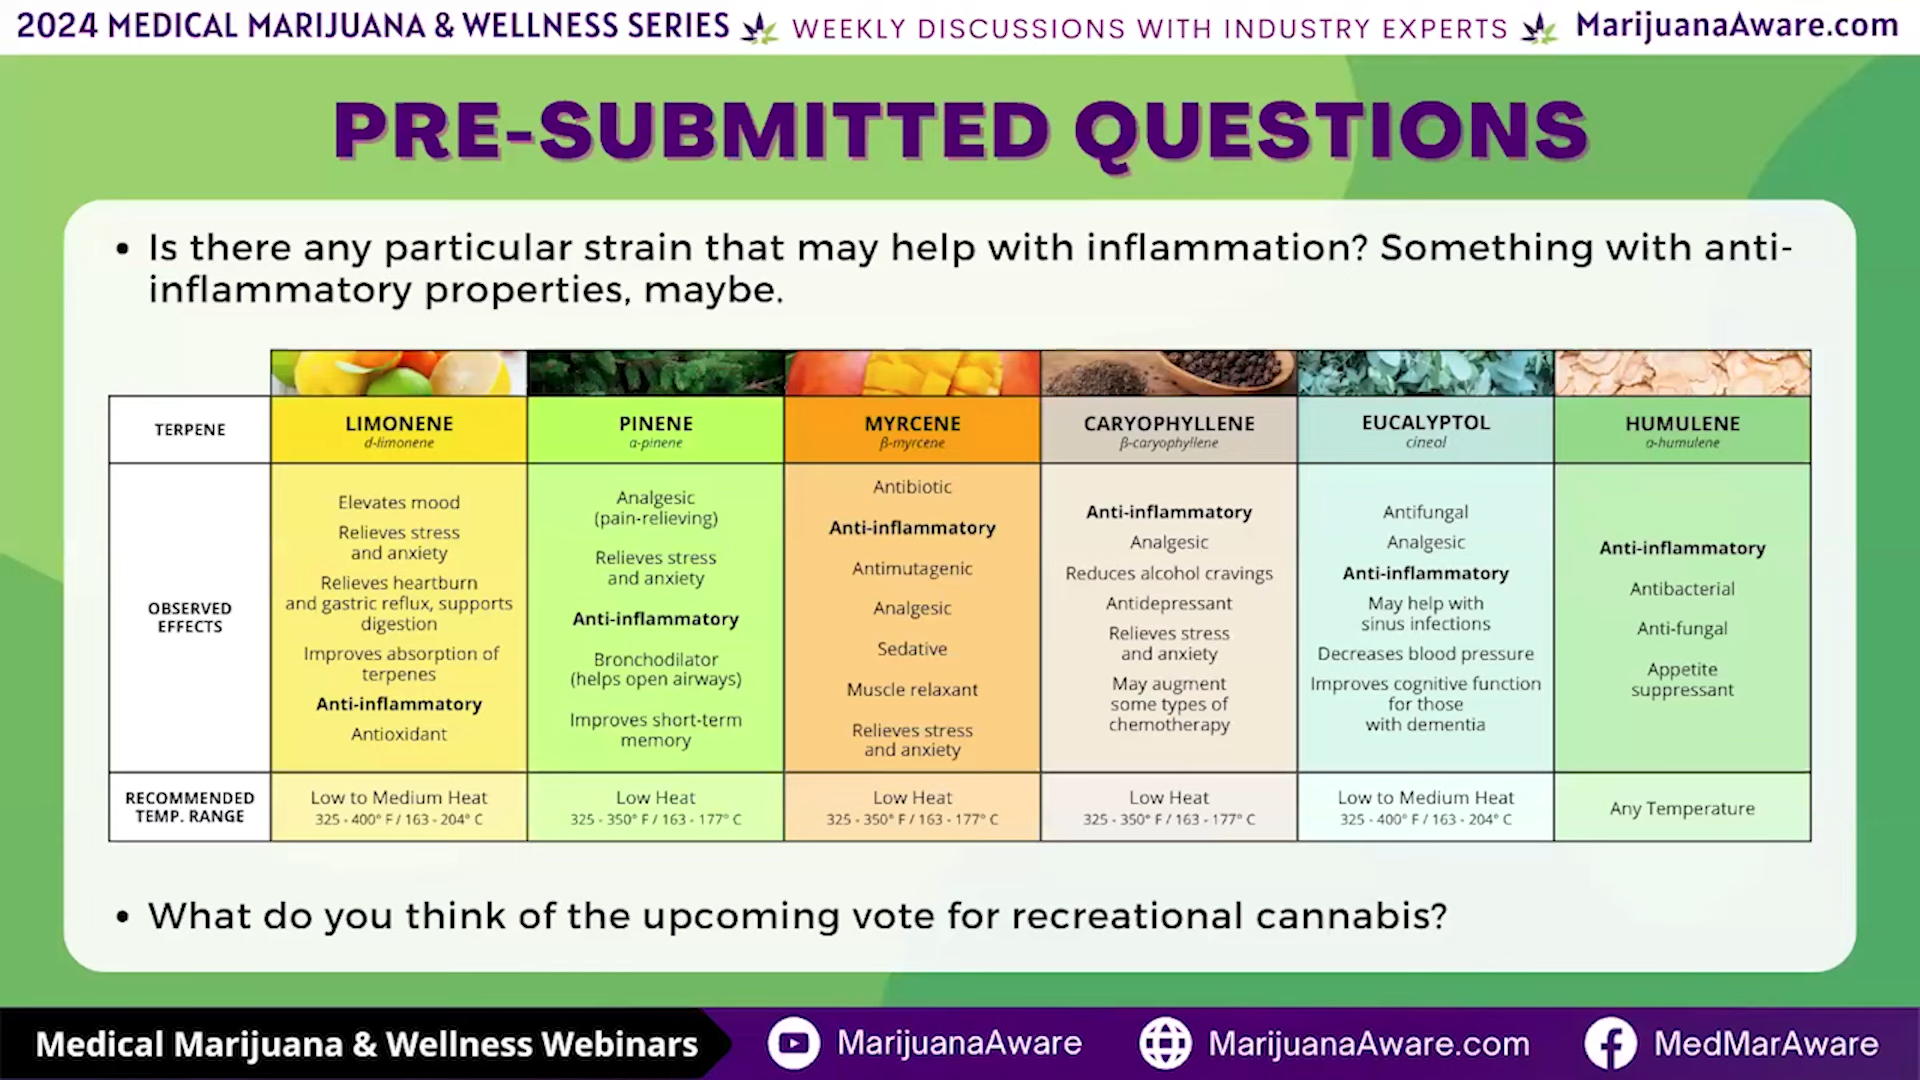 2024 MEDICAL MARIJUANA & WELLNESS SERIES WEEKLY DISCUSSIONS WITH INDUSTRY EXPERTS MarijuanaAware.com
PRE-SUBMITTED QUESTIONS
• Is there any particular strain that may help with inflammation? Something with anti-
inflammatory properties, maybe.
TERPENE
LIMONENE
d-limonene
PINENE
α-pinene
MYRCENE
β-myrcene
CARYOPHYLLENE
β-caryophyllene
EUCALYPTOL
cineol
HUMULENE
α-humulene
OBSERVED
EFFECTS
Elevates mood
Relieves stress
and anxiety
Relieves heartburn
and gastric reflux, supports
digestion
Improves absorption of
terpenes
Anti-inflammatory
Antioxidant
Analgesic
(pain-relieving)
Relieves stress
and anxiety
Anti-inflammatory
Bronchodilator
(helps open airways)
Improves short-term
memory
Antibiotic
Anti-inflammatory
Antimutagenic
Analgesic
Sedative
Muscle relaxant
Relieves stress
and anxiety
Anti-inflammatory
Analgesic
Reduces alcohol cravings
Antidepressant
Relieves stress
and anxiety
May augment
some types of
chemotherapy
Antifungal
Analgesic
Anti-inflammatory
May help with
sinus infections
Decreases blood pressure
Improves cognitive function
for those
with dementia
Anti-inflammatory
Antibacterial
Anti-fungal
Appetite
suppressant
RECOMMENDED
TEMP. RANGE
Low to Medium Heat
325 - 400° F / 163 - 204° C
Low Heat
325 - 350° F / 163 - 177° C
Low Heat
325 - 350° F / 163 - 177° C
Low Heat
325 - 350° F / 163 - 177° C
Low to Medium Heat
325 - 400° F / 163 - 204° C
Any Temperature
• What do you think of the upcoming vote for recreational cannabis?
Medical Marijuana & Wellness Webinars MarijuanaAware MarijuanaAware.com MedMarAware